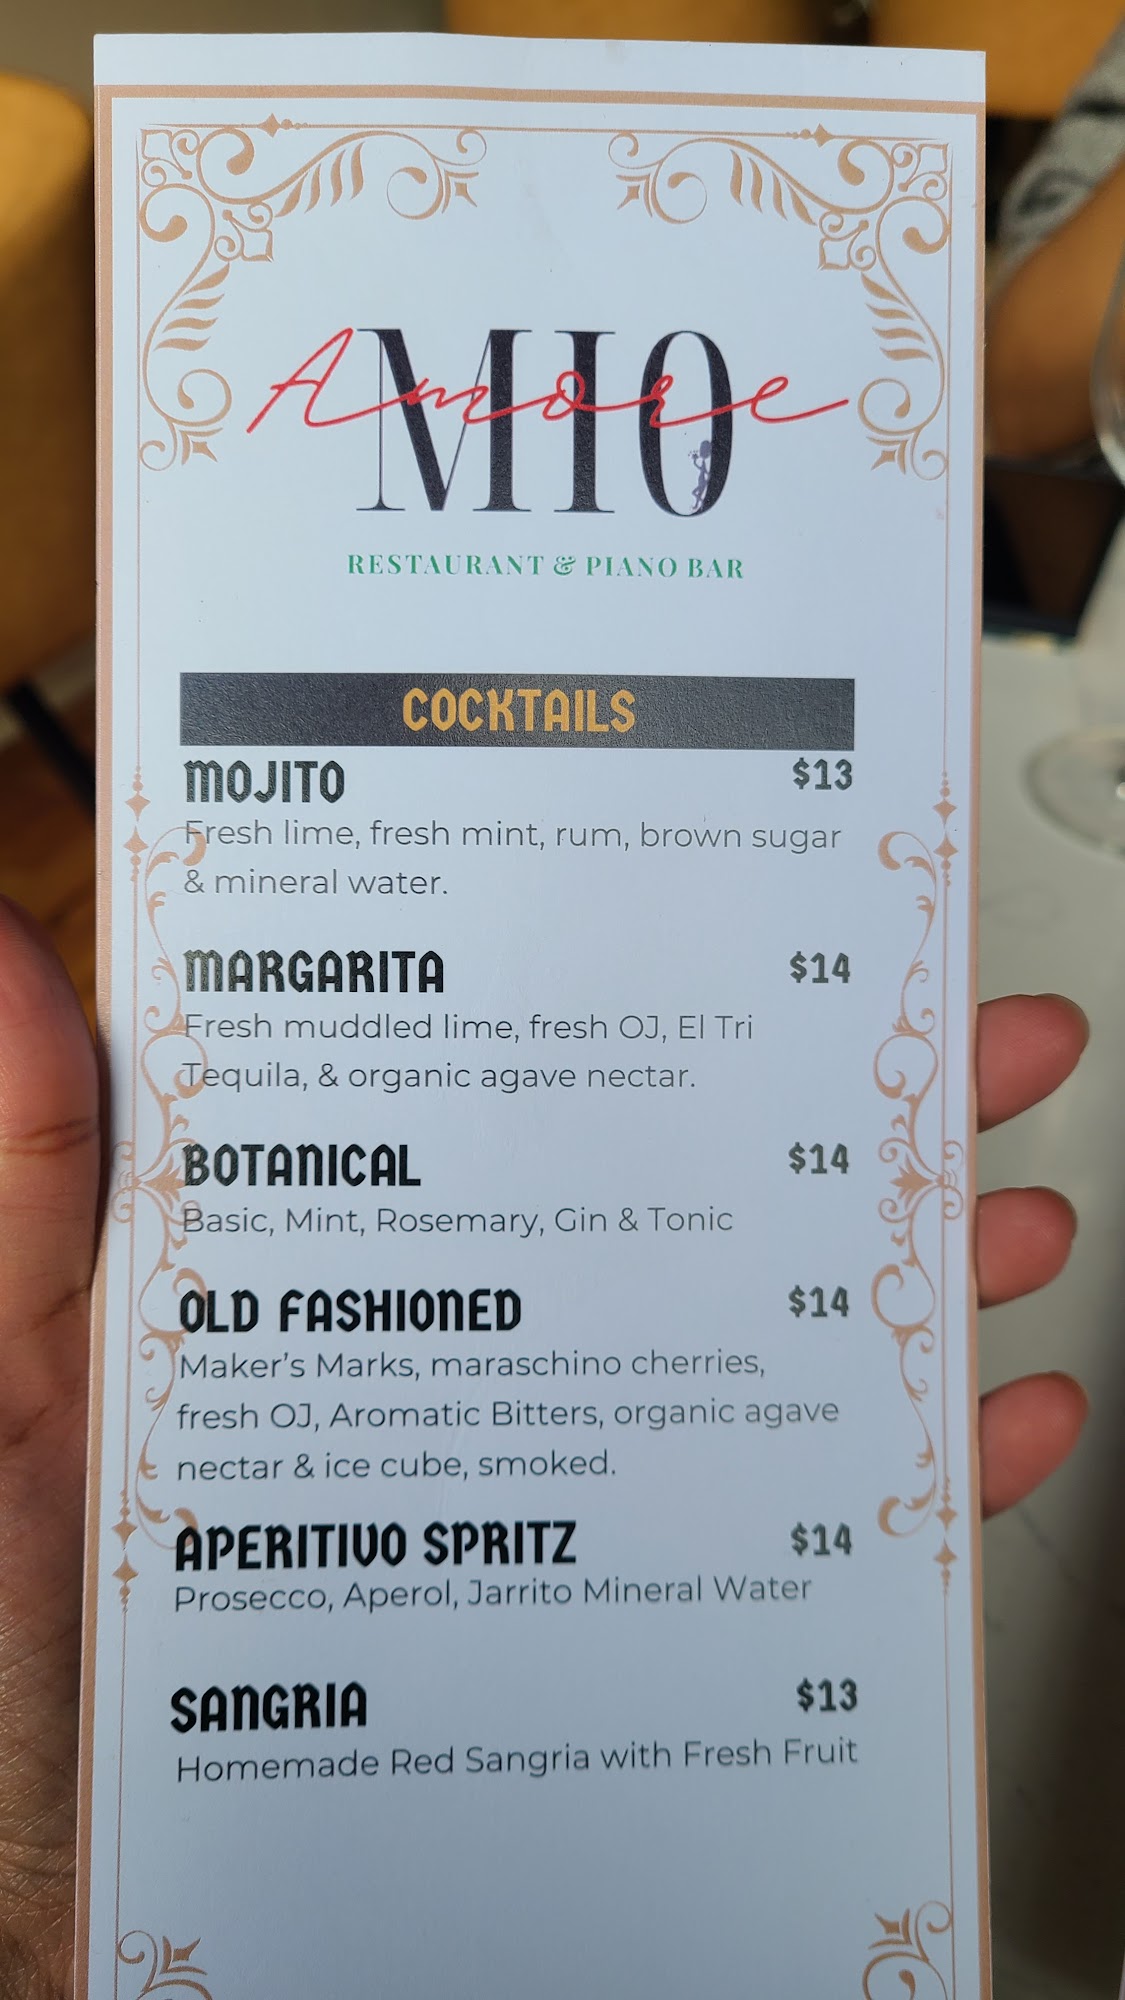 Amore
MIO
RESTAURANT & PIANO BAR
COCKTAILS
MOJITO $13
Fresh lime, fresh mint, rum, brown sugar
& mineral water.
MARGARITA $14
Fresh muddled lime, fresh OJ, El Tri
Tequila, & organic agave nectar.
BOTANICAL $14
Basic, Mint, Rosemary, Gin & Tonic
OLD FASHIONED $14
Maker's Marks, maraschino cherries,
fresh OJ, Aromatic Bitters, organic agave
nectar & ice cube, smoked.
APERITIVO SPRITZ $14
Prosecco, Aperol, Jarrito Mineral Water
SANGRIA $13
Homemade Red Sangria with Fresh Fruit